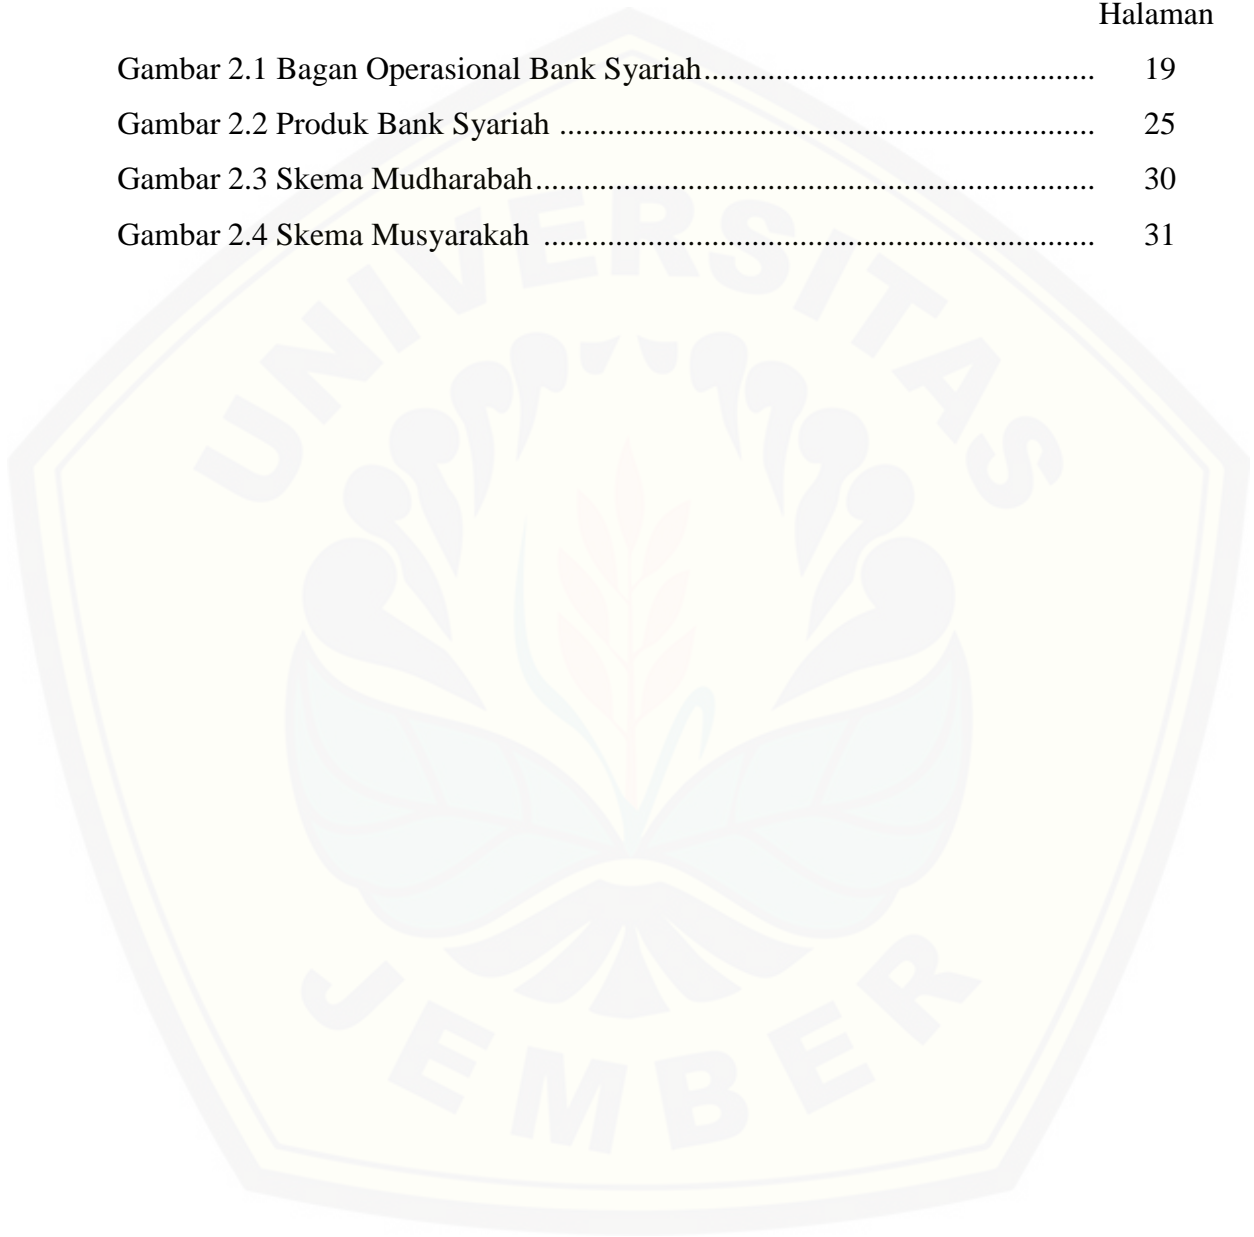 Halaman
Gambar 2.1 Bagan Operasional Bank Syariah................................................ 19
Gambar 2.2 Produk Bank Syariah .................................................................. 25
Gambar 2.3 Skema Mudharabah..................................................................... 30
Gambar 2.4 Skema Musyarakah .................................................................... 31
UNIVERSITAS
JEMBER